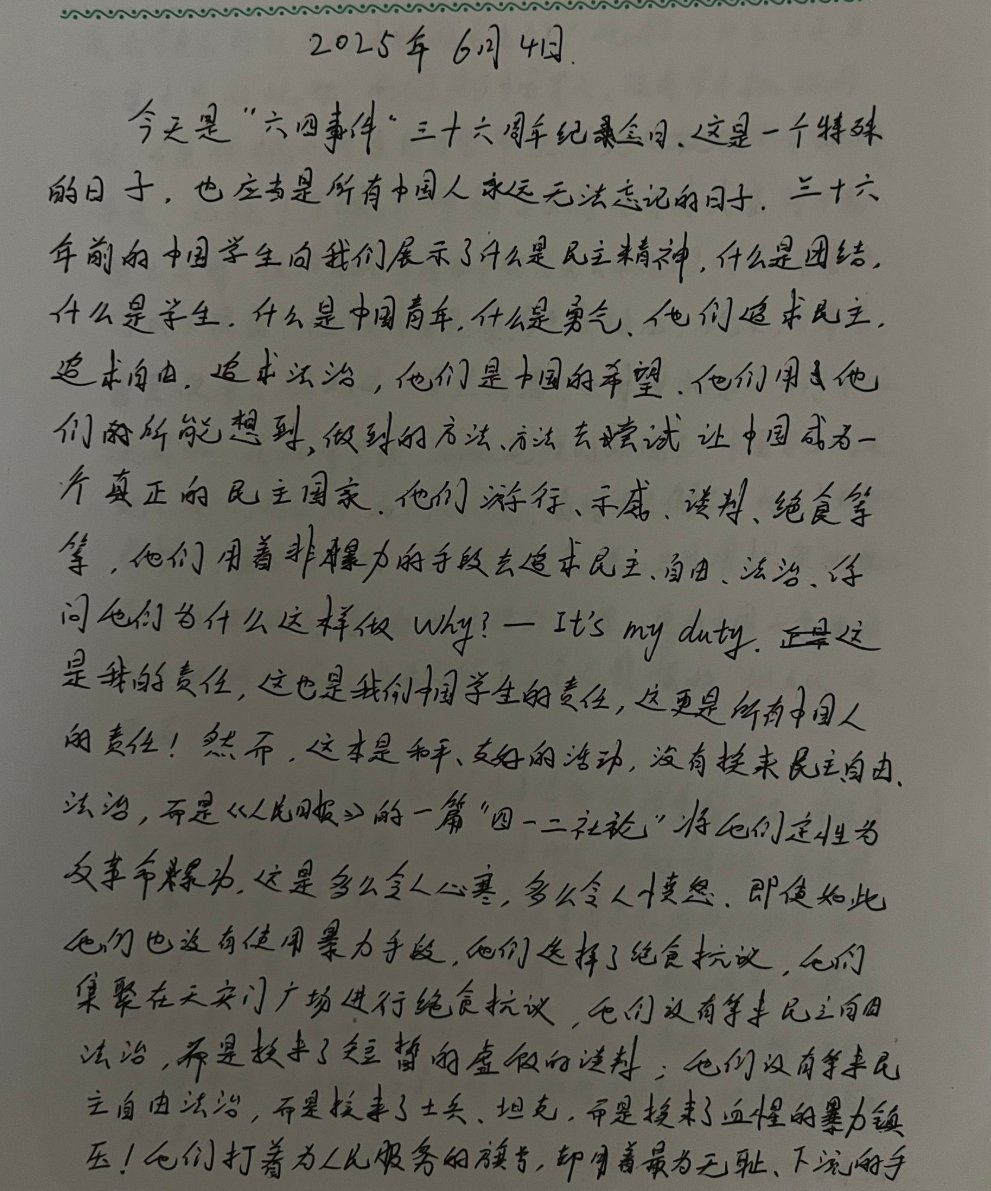 2025年6月4日.
今天是"六四事件"三十六周年纪念日、这是一个特殊
的日子，也应当是所有中国人永远无法忘记的日子．三十六
年前的中国学生向我们展示了什么是民主精神，什么是团结，
什么是学生．什么是中国青年，什么是勇气、他们追求民主，
追求自由，追求法治，他们是中国的希望、他们用他
们的所能想到、做到的方法、方法去尝试让中国成为一
个真正的民主国家、他们游行、示威、谈判、绝食等
等，他们用着非暴力的手段去追求民主、自由、法治、你
问他们为什么这样做 Why? — It's my duty. 这
是我的责任，这也是我们中国学生的责任，这更是所有中国人
的责任！然而，这本是和平、友好的活动，没有换来民主、自由、
法治，而是《人民日报》的一篇"四一二社论"将他们定性为
反革命暴动，这是多么令人心寒，多么令人愤怒、即使如此
他们也没有使用暴力手段，他们选择了绝食抗议，他们
集聚在天安门广场进行绝食抗议，他们没有等来民主自由
法治，而是换来了短暂的虚假的谈判；他们没有等来民
主自由法治，而是换来了士兵、坦克，而是换来了血腥的暴力镇
压！他们打着为人民服务的旗号，却用着最为无耻、下流的手